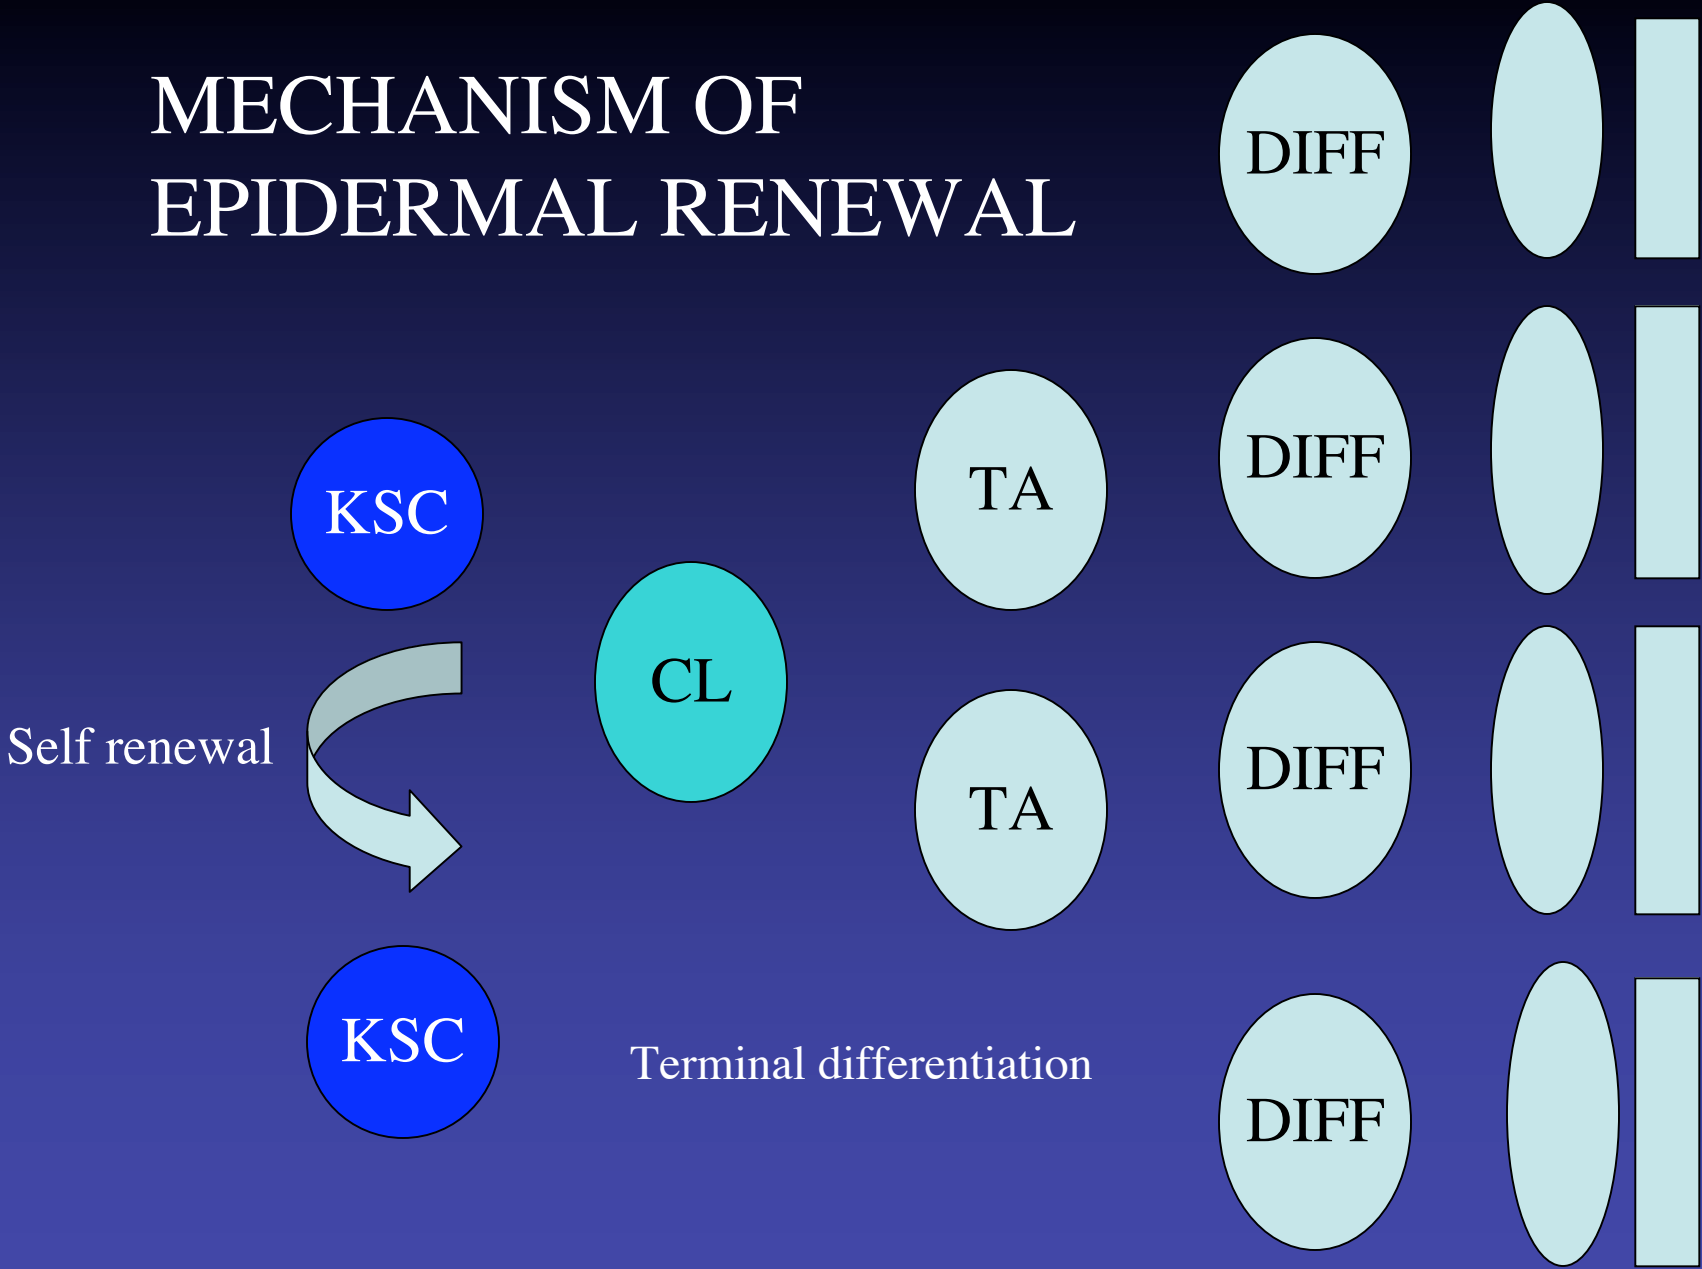 MECHANISM OF
EPIDERMAL RENEWAL
DIFF
DIFF
TA
KSC
CL
Self renewal
TA
DIFF
KSC
Terminal differentiation
DIFF